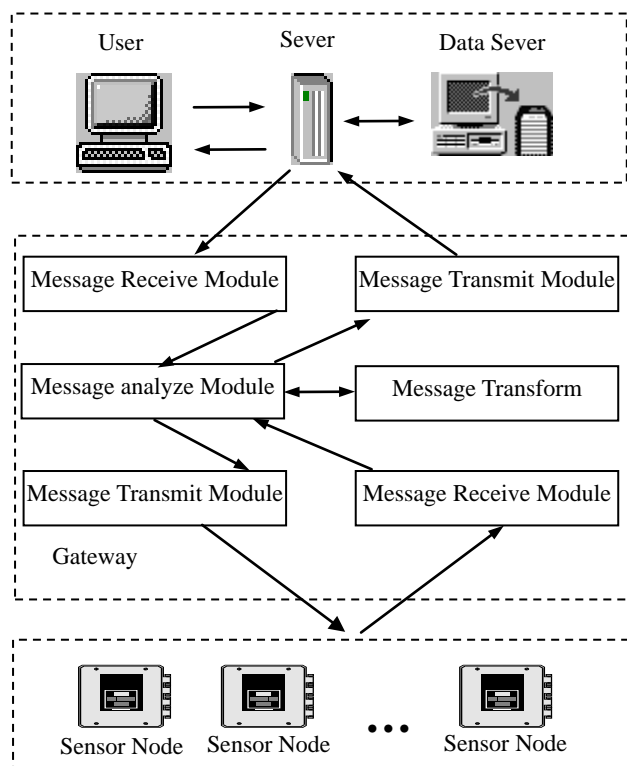 User
Sever
Data Sever
Message Receive Module
Message Transmit Module
Message analyze Module
Message Transform
Message Transmit Module
Message Receive Module
Gateway
Sensor Node
Sensor Node
Sensor Node